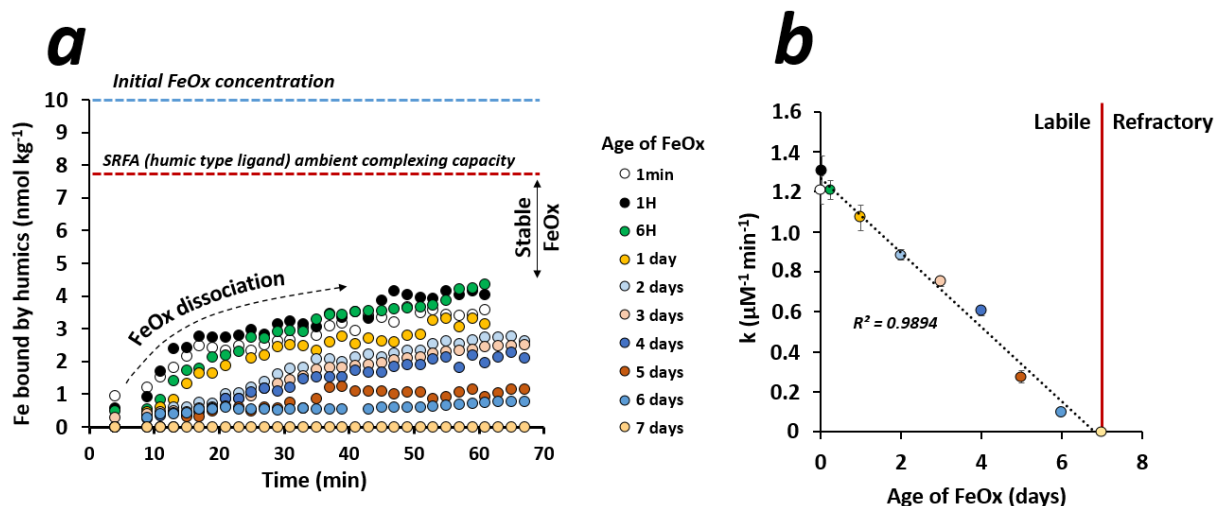 a
Initial FeOx concentration
SRFA (humic type ligand) ambient complexing capacity
Stable
FeOx
FeOx dissociation
Fe bound by humics (nmol kg-1)
10
9
8
7
6
5
4
3
2
1
0
0 10 20 30 40 50 60 70
Time (min)
Age of FeOx
1min
1H
6H
1 day
2 days
3 days
4 days
5 days
6 days
7 days
b
Labile
Refractory
k (µM-1 min-1)
1.6
1.4
1.2
1.0
0.8
0.6
0.4
0.2
0
R² = 0.9894
0 2 4 6 8
Age of FeOx (days)